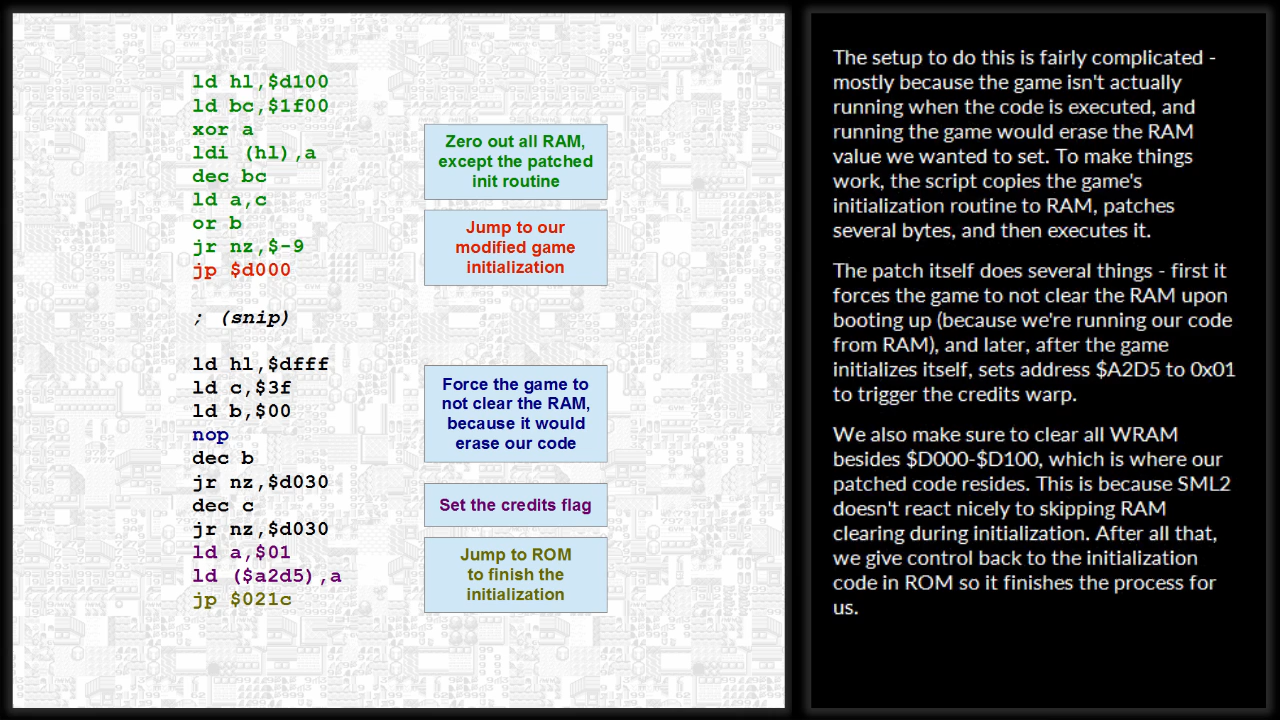 ld hl,$d100
ld bc,$1f00
xor a
ldi (hl),a
dec bc
ld a,c
or b
jr nz,$-9
jp $d000
; (snip)
ld hl,$dfff
ld c,$3f
ld b,$00
nop
dec b
jr nz,$d030
dec c
jr nz,$d030
ld a,$01
ld ($a2d5),a
jp $021c
Zero out all RAM,
except the patched
init routine
Jump to our
modified game
initialization
Force the game to
not clear the RAM,
because it would
erase our code
Set the credits flag
Jump to ROM
to finish the
initialization
The setup to do this is fairly complicated -
mostly because the game isn't actually
running when the code is executed, and
running the game would erase the RAM
value we wanted to set. To make things
work, the script copies the game's
initialization routine to RAM, patches
several bytes, and then executes it.
The patch itself does several things - first it
forces the game to not clear the RAM upon
booting up (because we're running our code
from RAM), and later, after the game
initializes itself, sets address $A2D5 to 0x01
to trigger the credits warp.
We also make sure to clear all WRAM
besides $D000-$D100, which is where our
patched code resides. This is because SML2
doesn't react nicely to skipping RAM
clearing during initialization. After all that,
we give control back to the initialization
code in ROM so it finishes the process for
us.